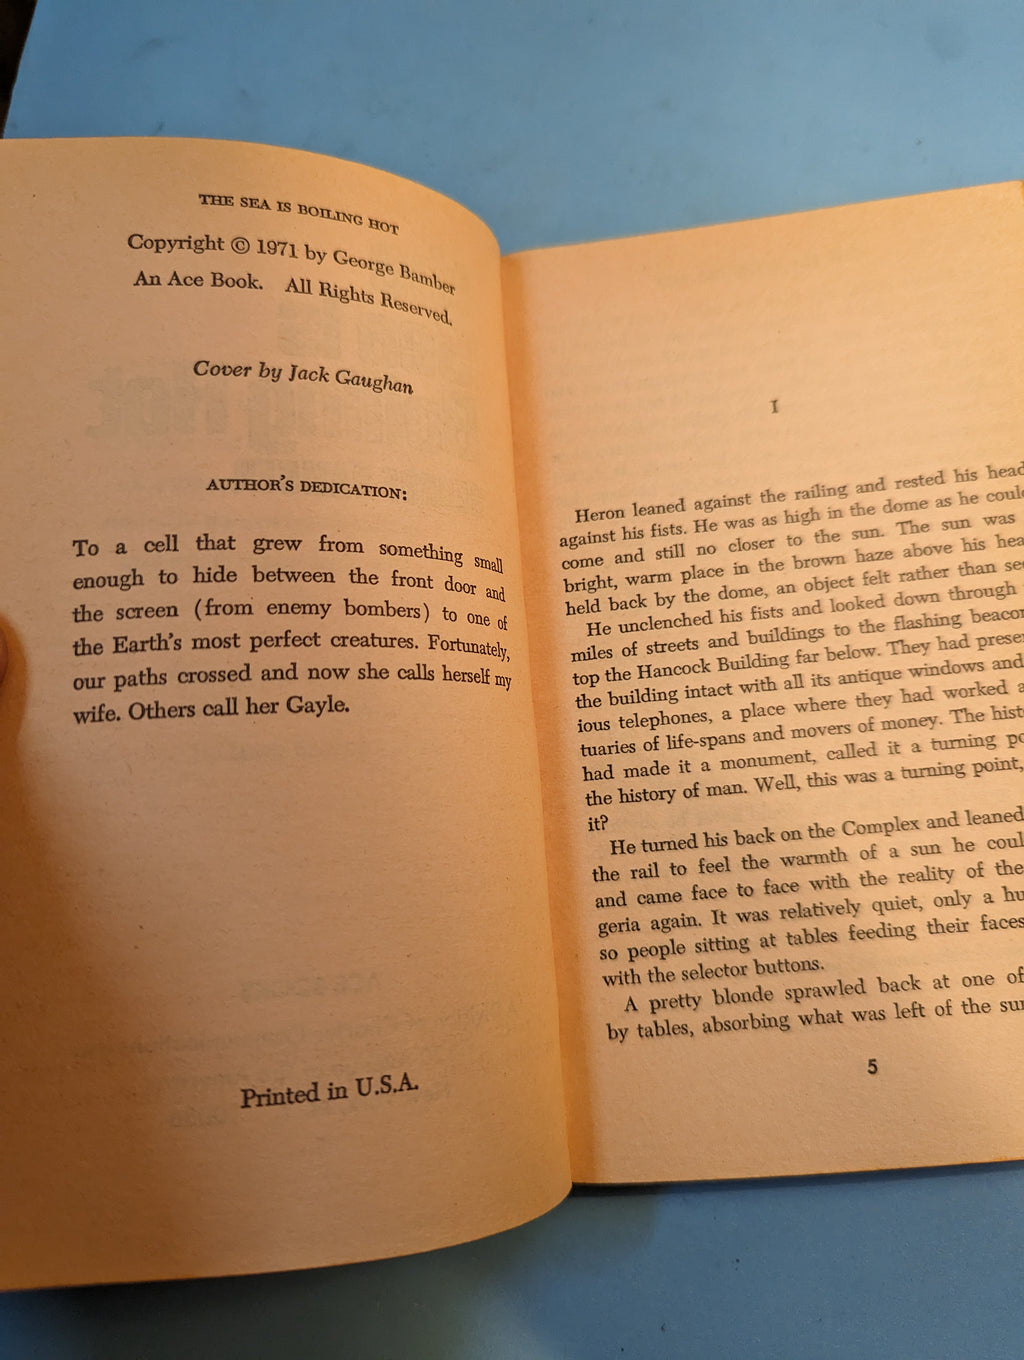 THE SEA IS BOILING HOT
Copyright © 1971 by George Bamber
An Ace Book. All Rights Reserved.
Cover by Jack Gaughan
AUTHOR'S DEDICATION:
To a cell that grew from something small
enough to hide between the front door and
the screen (from enemy bombers) to one of
the Earth's most perfect creatures. Fortunately,
our paths crossed and now she calls herself my
wife. Others call her Gayle.
Printed in U.S.A.
I
Heron leaned against the railing and rested his head
against his fists. He was as high in the dome as he
come and still no closer to the sun. The sun was
bright, warm place in the brown haze above his
held back by the dome, an object felt rather than
He unclenched his fists and looked down through
miles of streets and buildings to the flashing
top the Hancock Building far below. They had
the building intact with all its antique windows and
ious telephones, a place where they had worked
tuaries of life-spans and movers of money. The
had made it a monument, called it a turning
the history of man. Well, this was a turning point,
it?
He turned his back on the Complex and leaned
the rail to feel the warmth of a sun he
and came face to face with the reality of the
geria again. It was relatively quiet, only a
so people sitting at tables feeding their faces
with the selector buttons.
A pretty blonde sprawled back at one of
by tables, absorbing what was left of the
5